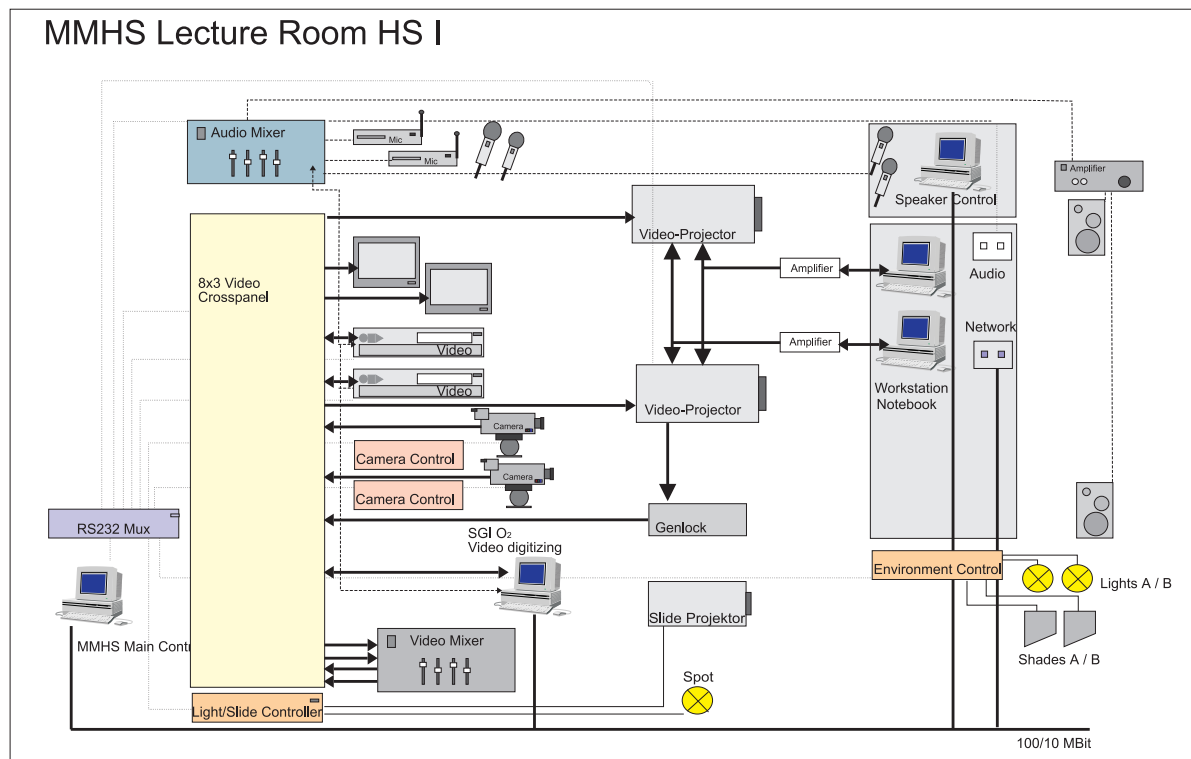 MMHS Lecture Room HS I
Audio Mixer
Mic
Mic
Speaker Control
Amplifier
8x3 Video
Crosspanel
Video-Projector
Amplifier
Audio
Video
Amplifier
Network
Video
Video-Projector
Workstation
Notebook
Camera
Camera Control
Camera
Camera Control
RS232 Mux
Genlock
SGI O2
Video digitizing
Environment Control
Lights A / B
Slide Projektor
MMHS Main Cont
Video Mixer
Shades A / B
Spot
Light/Slide Controller
100/10 MBit